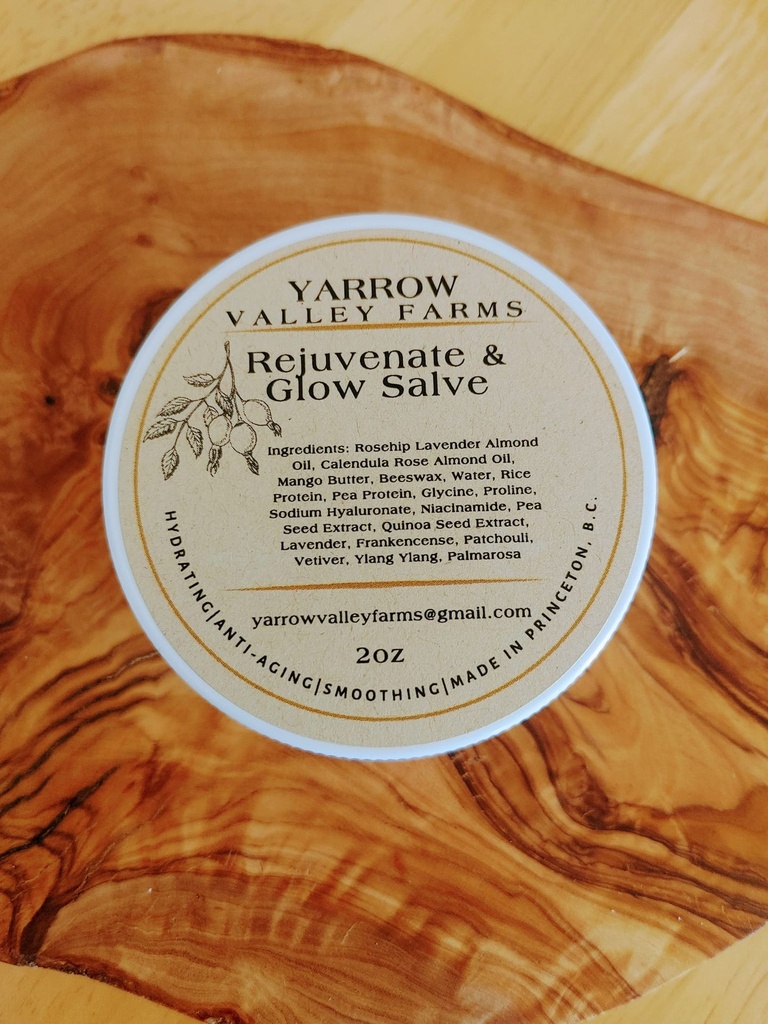 YARROW
VALLEY FARMS
Rejuvenate &
Glow Salve
Ingredients: Rosehip Lavender Almond
Oil, Calendula Rose Almond Oil,
Mango Butter, Beeswax, Water, Rice
Protein, Pea Protein, Glycine, Proline,
Sodium Hyaluronate, Niacinamide, Pea
Seed Extract, Quinoa Seed Extract,
Lavender, Frankencense, Patchouli,
Vetiver, Ylang Ylang, Palmarosa
yarrowvalleyfarms@gmail.com
2oz
HYDRATING|ANTI-AGING|SMOOTHING|MADE IN PRINCETON, B.C.